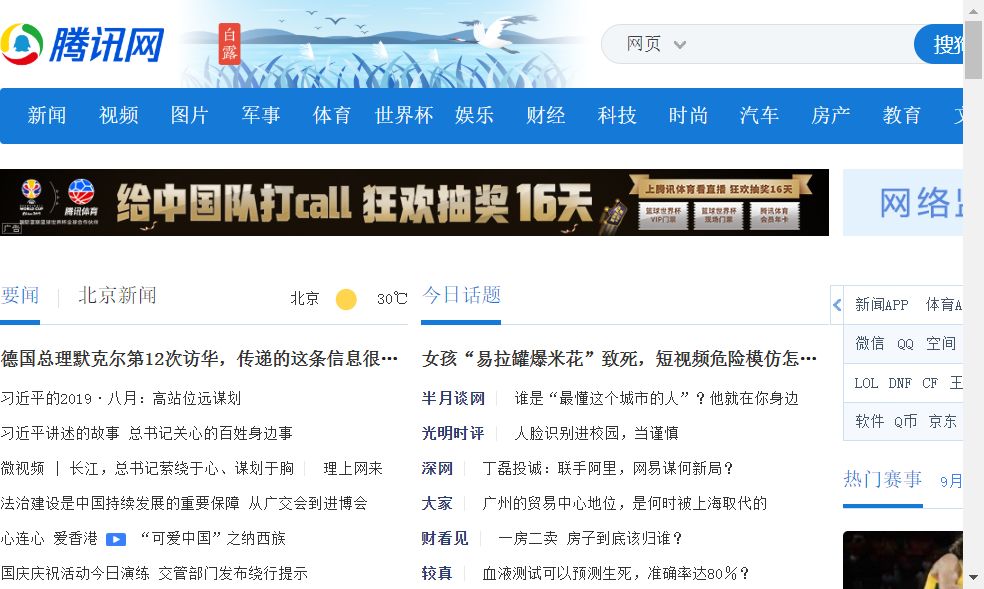 腾讯网
白露
网页
搜狗
新闻 视频 图片 军事 体育 世界杯 娱乐 财经 科技 时尚 汽车 房产 教育
给中国队打call 狂欢抽奖16天
上腾讯体育看直播 狂欢抽奖16天
篮球世界杯 VIP门票
篮球世界杯 现场门票
腾讯体育 会员年卡
腾讯体育
广告
网络监
要闻 北京新闻 北京 30℃
德国总理默克尔第12次访华，传递的这条信息很…
习近平的2019·八月：高站位远谋划
习近平讲述的故事 总书记关心的百姓身边事
微视频 | 长江，总书记萦绕于心、谋划于胸 理上网来
法治建设是中国持续发展的重要保障 从广交会到进博会
心连心 爱香港 “可爱中国”之纳西族
国庆庆祝活动今日演练 交管部门发布绕行提示
今日话题
女孩“易拉罐爆米花”致死，短视频危险模仿怎…
半月谈网 谁是“最懂这个城市的人”？他就在你身边
光明时评 人脸识别进校园，当谨慎
深网 丁磊投诚：联手阿里，网易谋何新局？
大家 广州的贸易中心地位，是何时被上海取代的
财看见 一房二卖 房子到底该归谁？
较真 血液测试可以预测生死，准确率达80%？
新闻APP 体育A
微信 QQ 空间
LOL DNF CF 王
软件 Q币 京东
热门赛事 9月